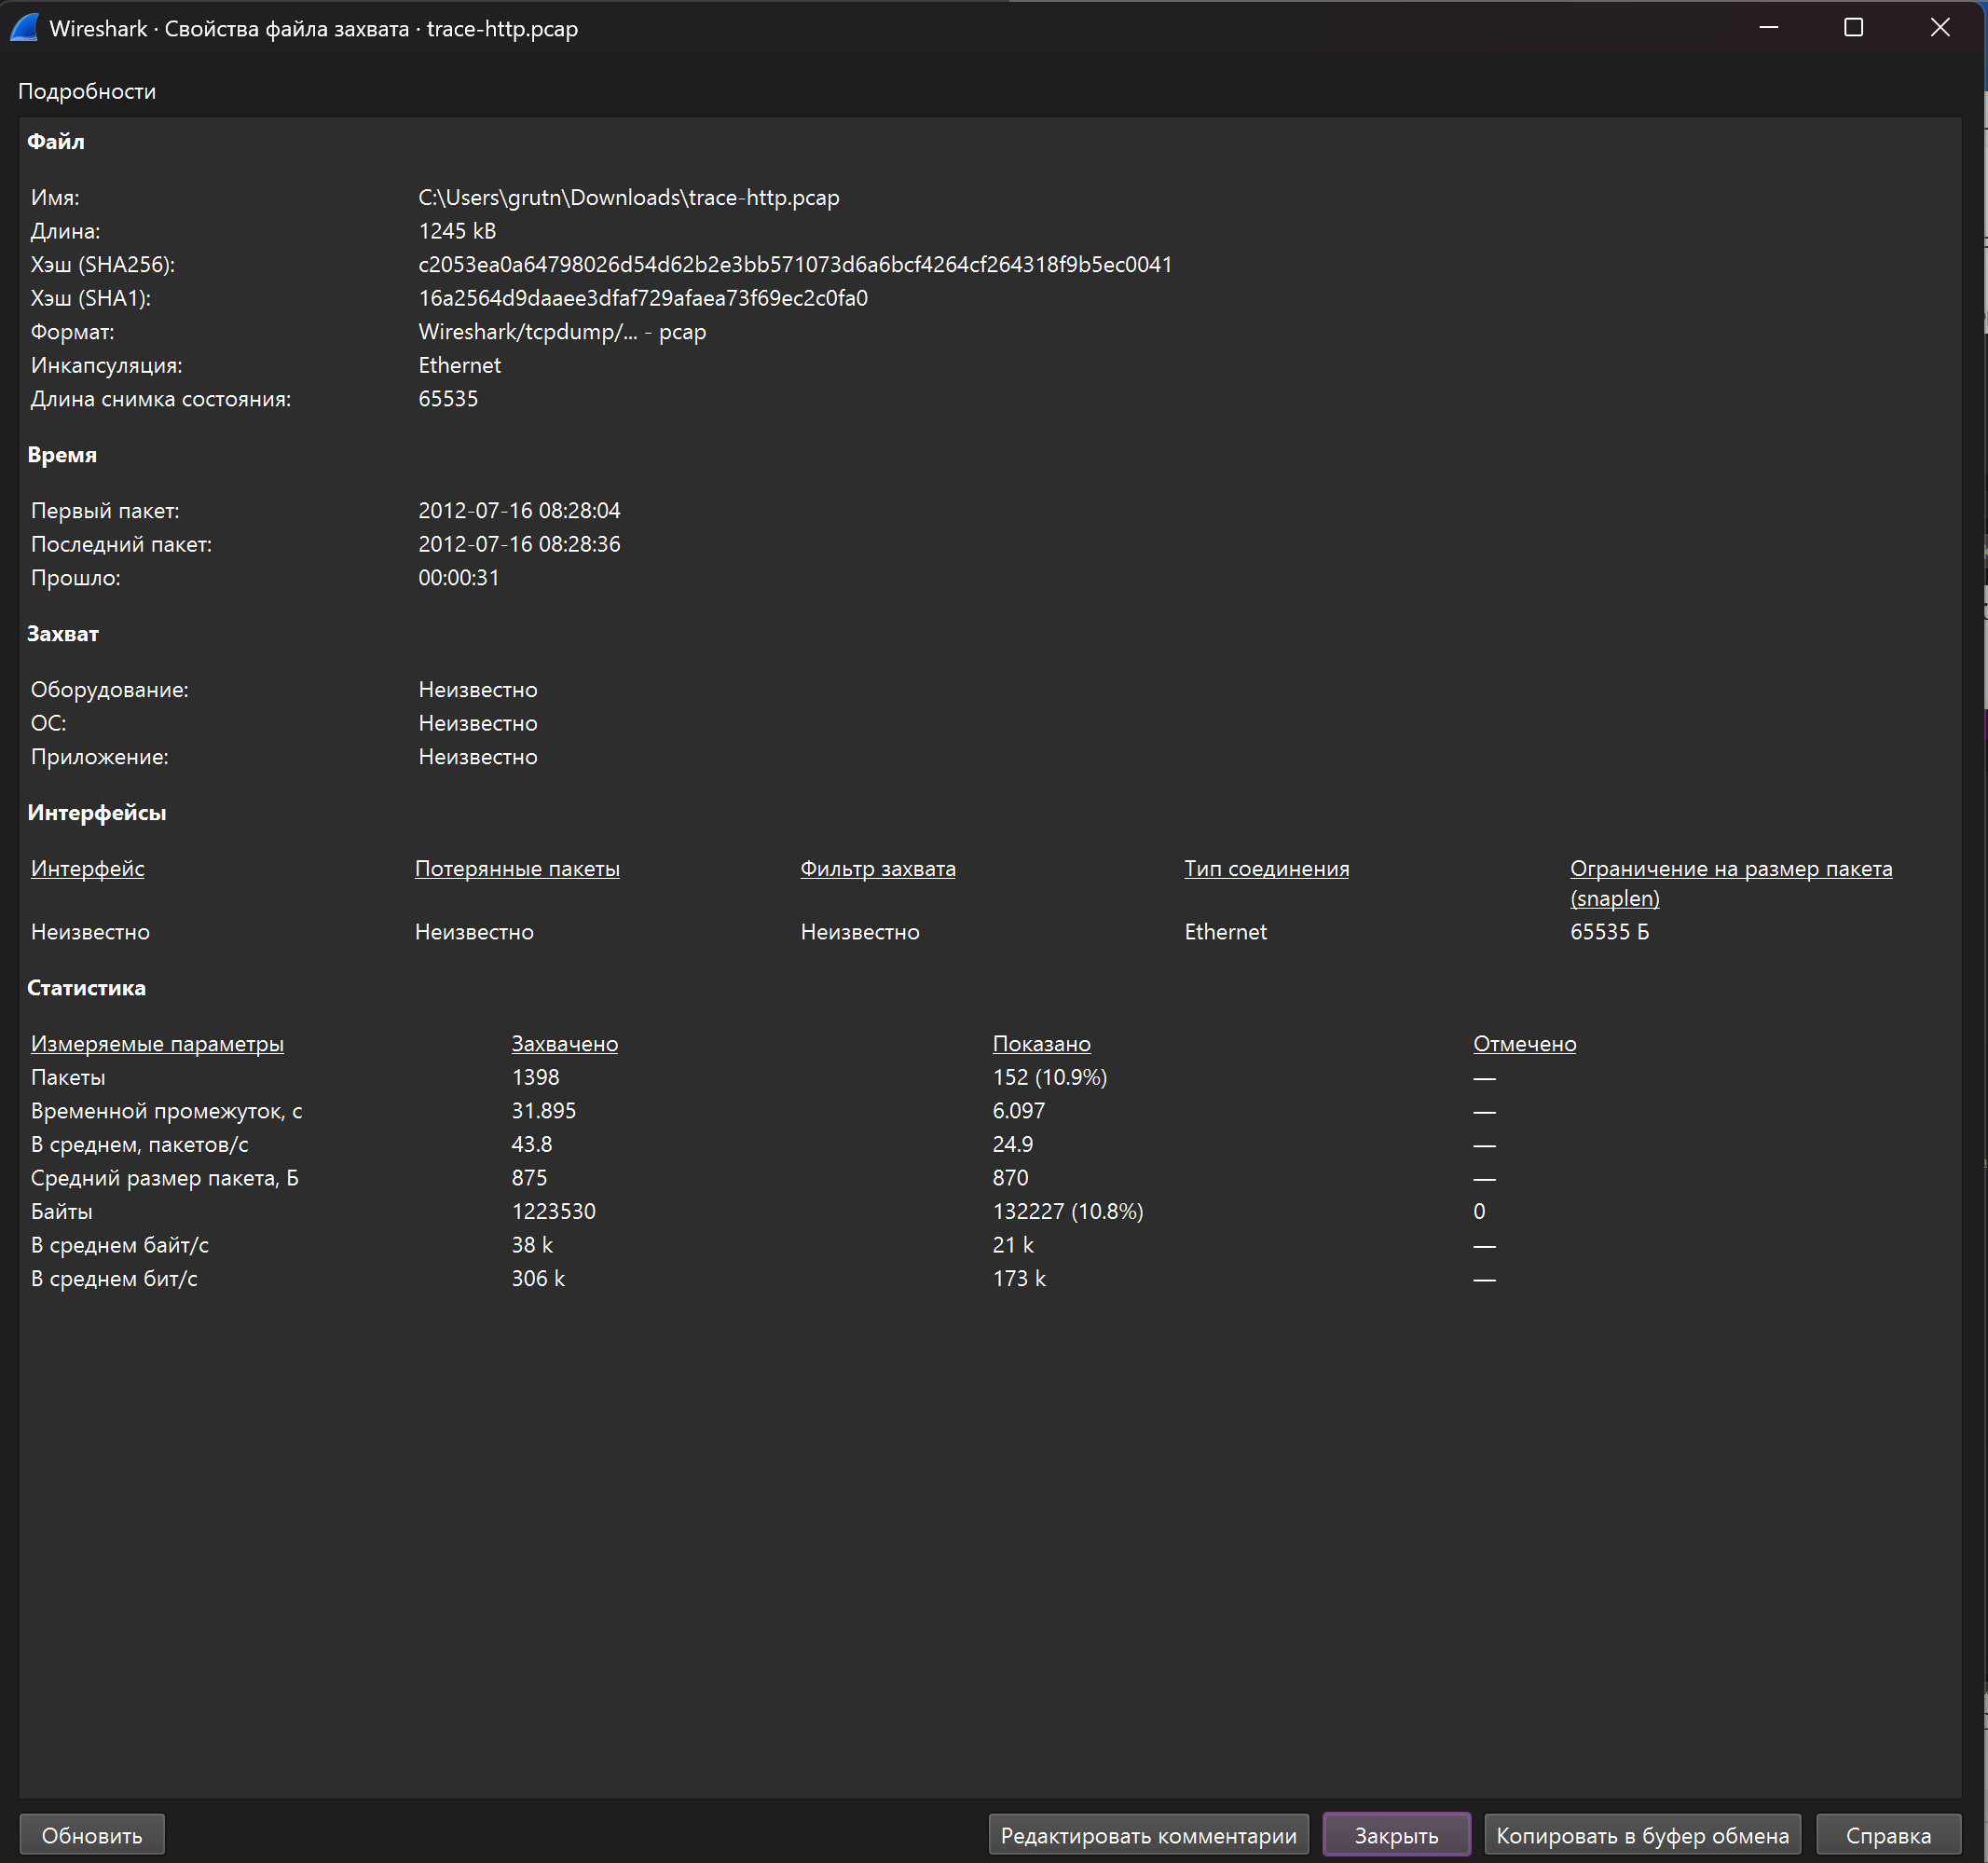 Wireshark · Свойства файла захвата · trace-http.pcap
Подробности
Файл
Имя: C:\Users\grutn\Downloads\trace-http.pcap
Длина: 1245 kB
Хэш (SHA256): c2053ea0a64798026d54d62b2e3bb571073d6a6bcf4264cf264318f9b5ec0041
Хэш (SHA1): 16a2564d9daaee3dfaf729afaea73f69ec2c0fa0
Формат: Wireshark/tcpdump/... - pcap
Инкапсуляция: Ethernet
Длина снимка состояния: 65535
Время
Первый пакет: 2012-07-16 08:28:04
Последний пакет: 2012-07-16 08:28:36
Прошло: 00:00:31
Захват
Оборудование: Неизвестно
ОС: Неизвестно
Приложение: Неизвестно
Интерфейсы
Интерфейс Потерянные пакеты Фильтр захвата Тип соединения Ограничение на размер пакета
(snaplen)
Неизвестно Неизвестно Неизвестно Ethernet 65535 Б
Статистика
Измеряемые параметры Захвачено Показано Отмечено
Пакеты 1398 152 (10.9%) —
Временной промежуток, с 31.895 6.097 —
В среднем, пакетов/с 43.8 24.9 —
Средний размер пакета, Б 875 870 —
Байты 1223530 132227 (10.8%) 0
В среднем байт/с 38 k 21 k —
В среднем бит/с 306 k 173 k —
Обновить Редактировать комментарии Закрыть Копировать в буфер обмена Справка